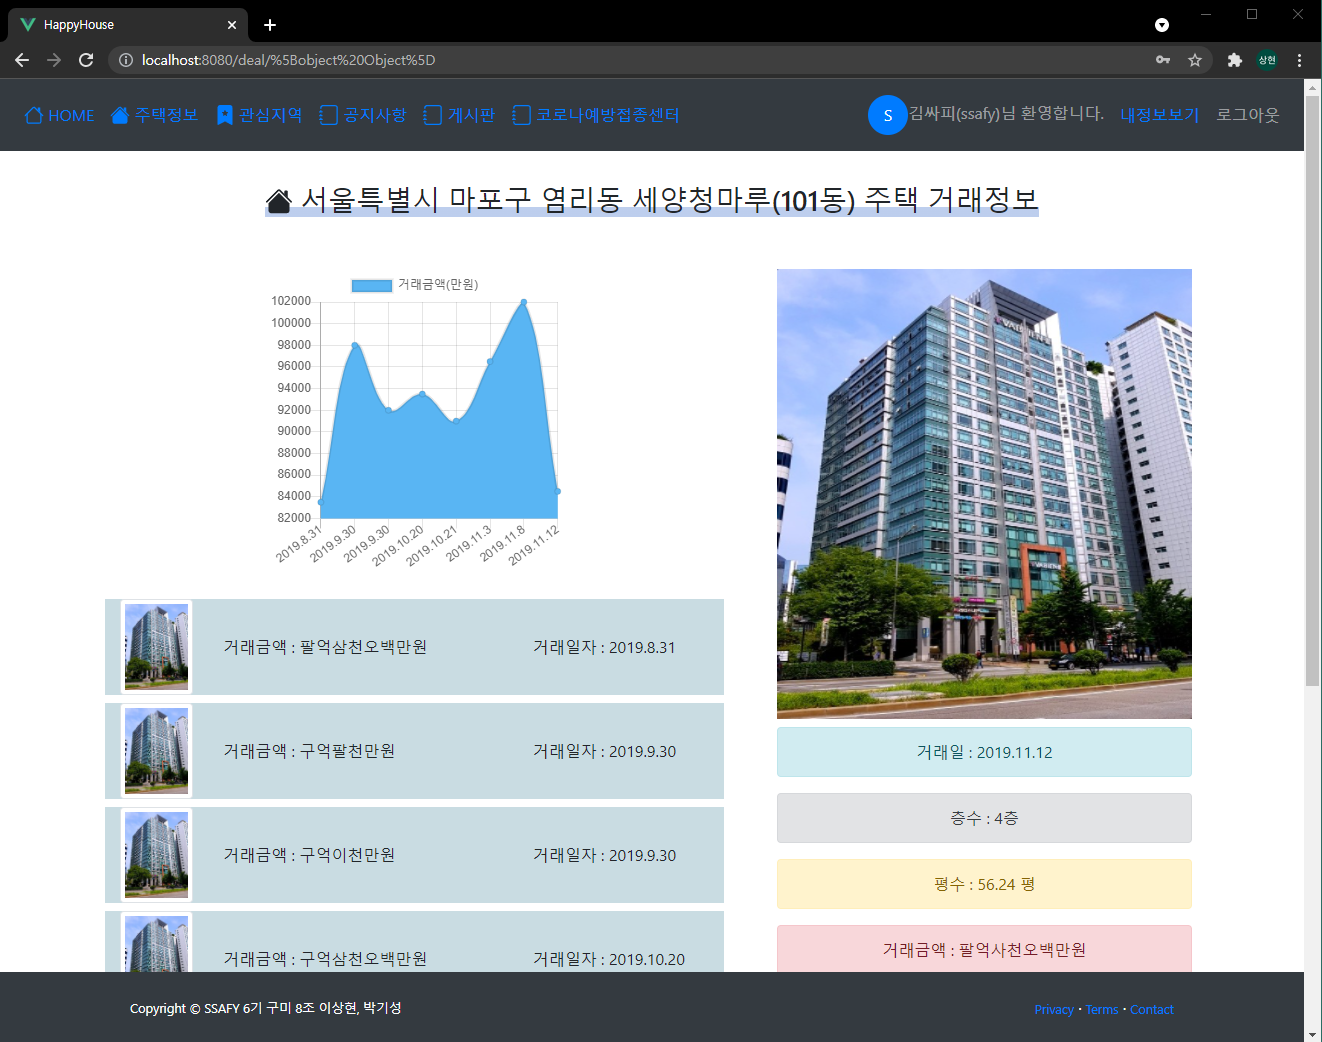 HappyHouse
localhost:8080/deal/%5Bobject%20Object%5D
상현
HOME 주택정보 관심지역 공지사항 게시판 코로나예방접종센터 S 김싸피(ssafy)님 환영합니다. 내정보보기 로그아웃
서울특별시 마포구 염리동 세양청마루(101동) 주택 거래정보
거래금액(만원)
102000
100000
98000
96000
94000
92000
90000
88000
86000
84000
82000
2019.8.31 2019.9.30 2019.9.30 2019.10.20 2019.10.21 2019.11.3 2019.11.8 2019.11.12
거래금액 : 팔억삼천오백만원 거래일자 : 2019.8.31
거래금액 : 구억팔천만원 거래일자 : 2019.9.30
거래금액 : 구억이천만원 거래일자 : 2019.9.30
거래금액 : 구억삼천오백만원 거래일자 : 2019.10.20
거래일 : 2019.11.12
층수 : 4층
평수 : 56.24 평
거래금액 : 팔억사천오백만원
Copyright © SSAFY 6기 구미 8조 이상현, 박기성
Privacy · Terms · Contact